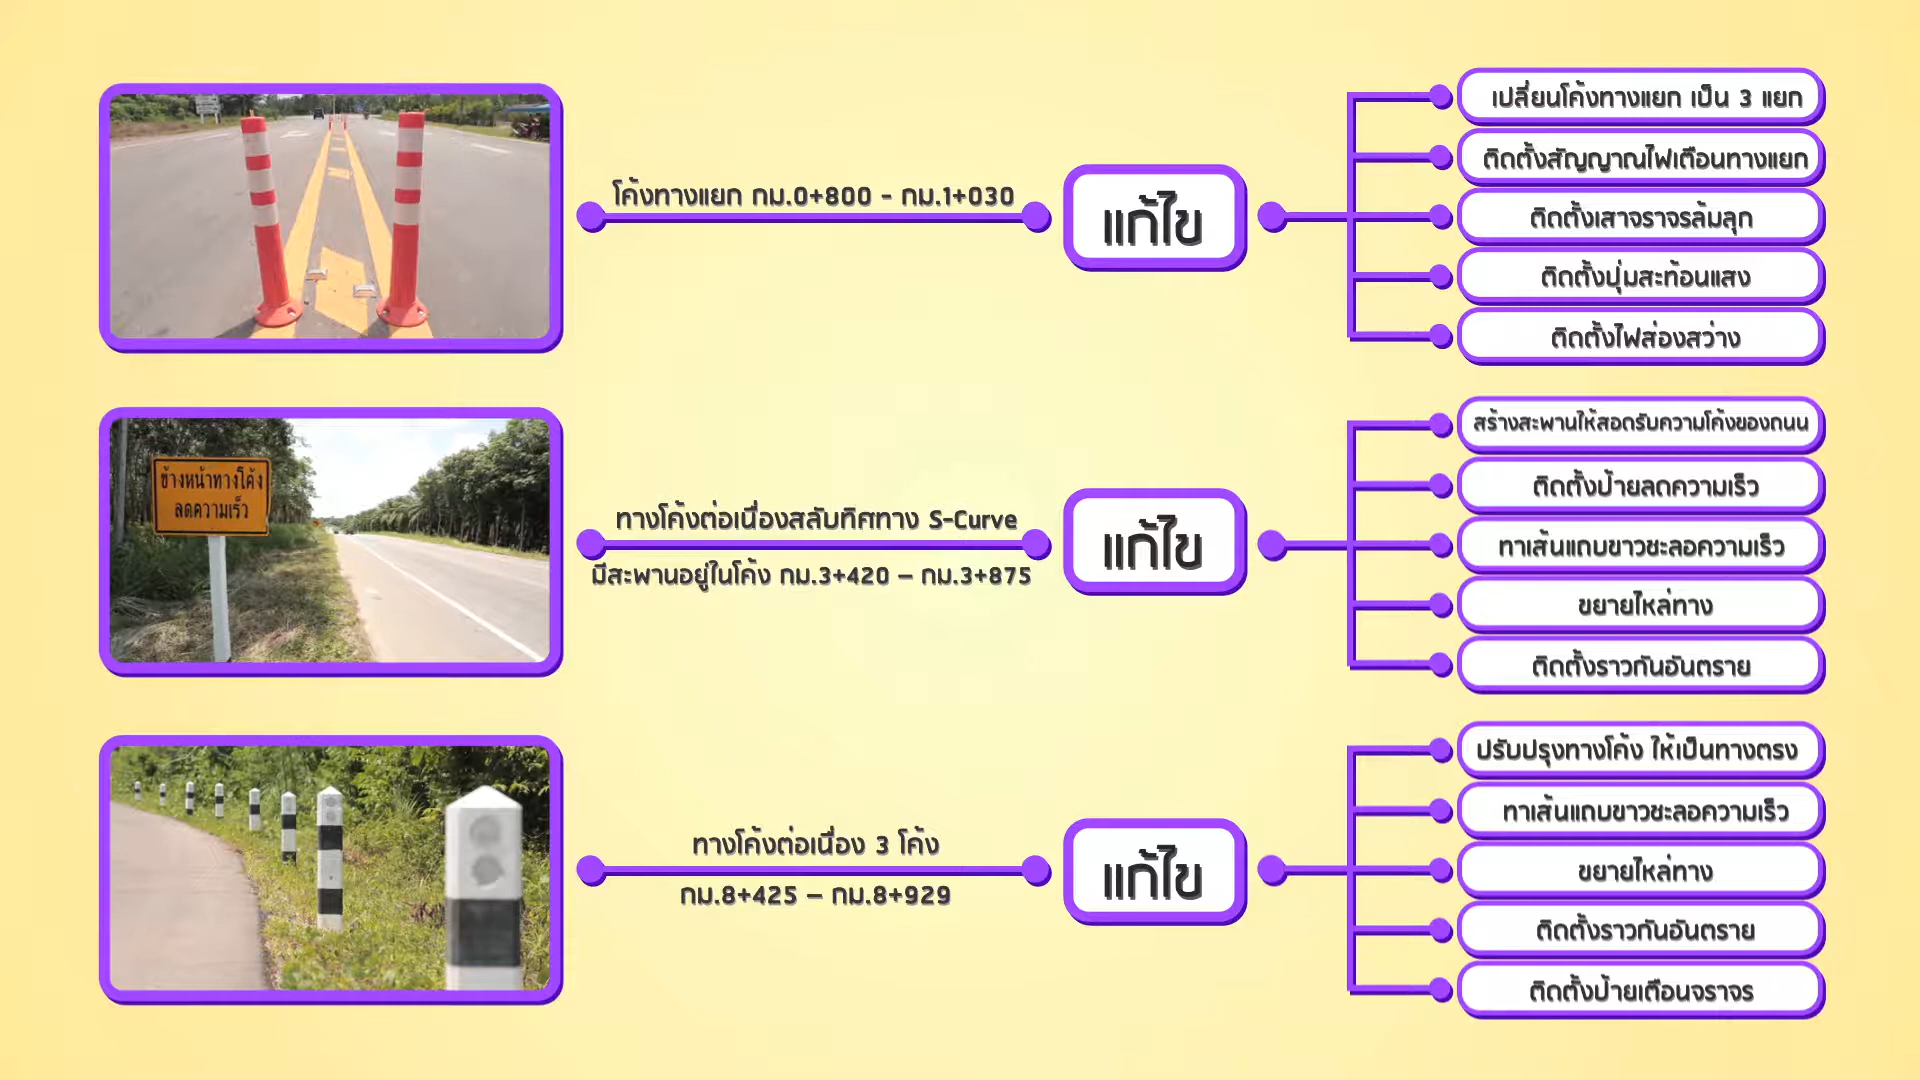 โค้งทางแยก กม.0+800 - กม.1+030
แก้ไข
เปลี่ยนโค้งทางแยก เป็น 3 แยก
ติดตั้งสัญญาณไฟเตือนทางแยก
ติดตั้งเสาจราจรล้มลุก
ติดตั้งปุ่มสะท้อนแสง
ติดตั้งไฟส่องสว่าง
ข้างหน้าทางโค้ง
ลดความเร็ว
ทางโค้งต่อเนื่องสลับทิศทาง S-Curve
มีสะพานอยู่ในโค้ง กม.3+420 – กม.3+875
แก้ไข
สร้างสะพานให้สอดรับความโค้งของถนน
ติดตั้งป้ายลดความเร็ว
ทาเส้นแถบขาวชะลอความเร็ว
ขยายไหล่ทาง
ติดตั้งราวกันอันตราย
ทางโค้งต่อเนื่อง 3 โค้ง
กม.8+425 – กม.8+929
แก้ไข
ปรับปรุงทางโค้ง ให้เป็นทางตรง
ทาเส้นแถบขาวชะลอความเร็ว
ขยายไหล่ทาง
ติดตั้งราวกันอันตราย
ติดตั้งป้ายเตือนจราจร